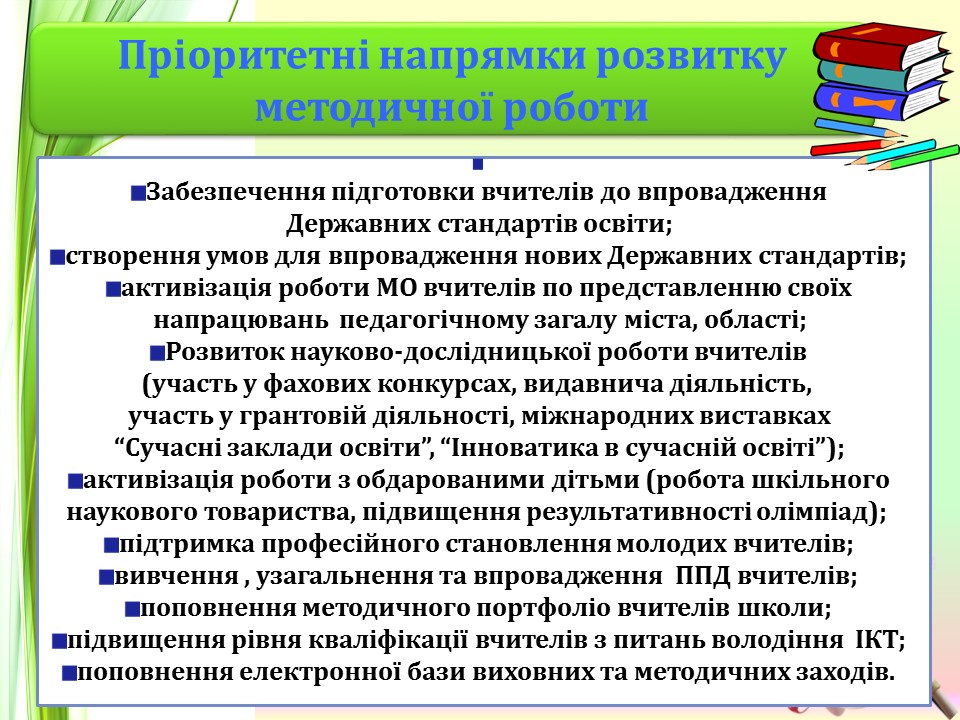 Пріоритетні напрямки розвитку
методичної роботи
Забезпечення підготовки вчителів до впровадження
Державних стандартів освіти;
створення умов для впровадження нових Державних стандартів;
активізація роботи МО вчителів по представленню своїх
напрацювань педагогічному загалу міста, області;
Розвиток науково-дослідницької роботи вчителів
(участь у фахових конкурсах, видавнича діяльність,
участь у грантовій діяльності, міжнародних виставках
“Сучасні заклади освіти”, “Інноватика в сучасній освіті”);
активізація роботи з обдарованими дітьми (робота шкільного
наукового товариства, підвищення результативності олімпіад);
підтримка професійного становлення молодих вчителів;
вивчення , узагальнення та впровадження ППД вчителів;
поповнення методичного портфоліо вчителів школи;
підвищення рівня кваліфікації вчителів з питань володіння ІКТ;
поповнення електронної бази виховних та методичних заходів.